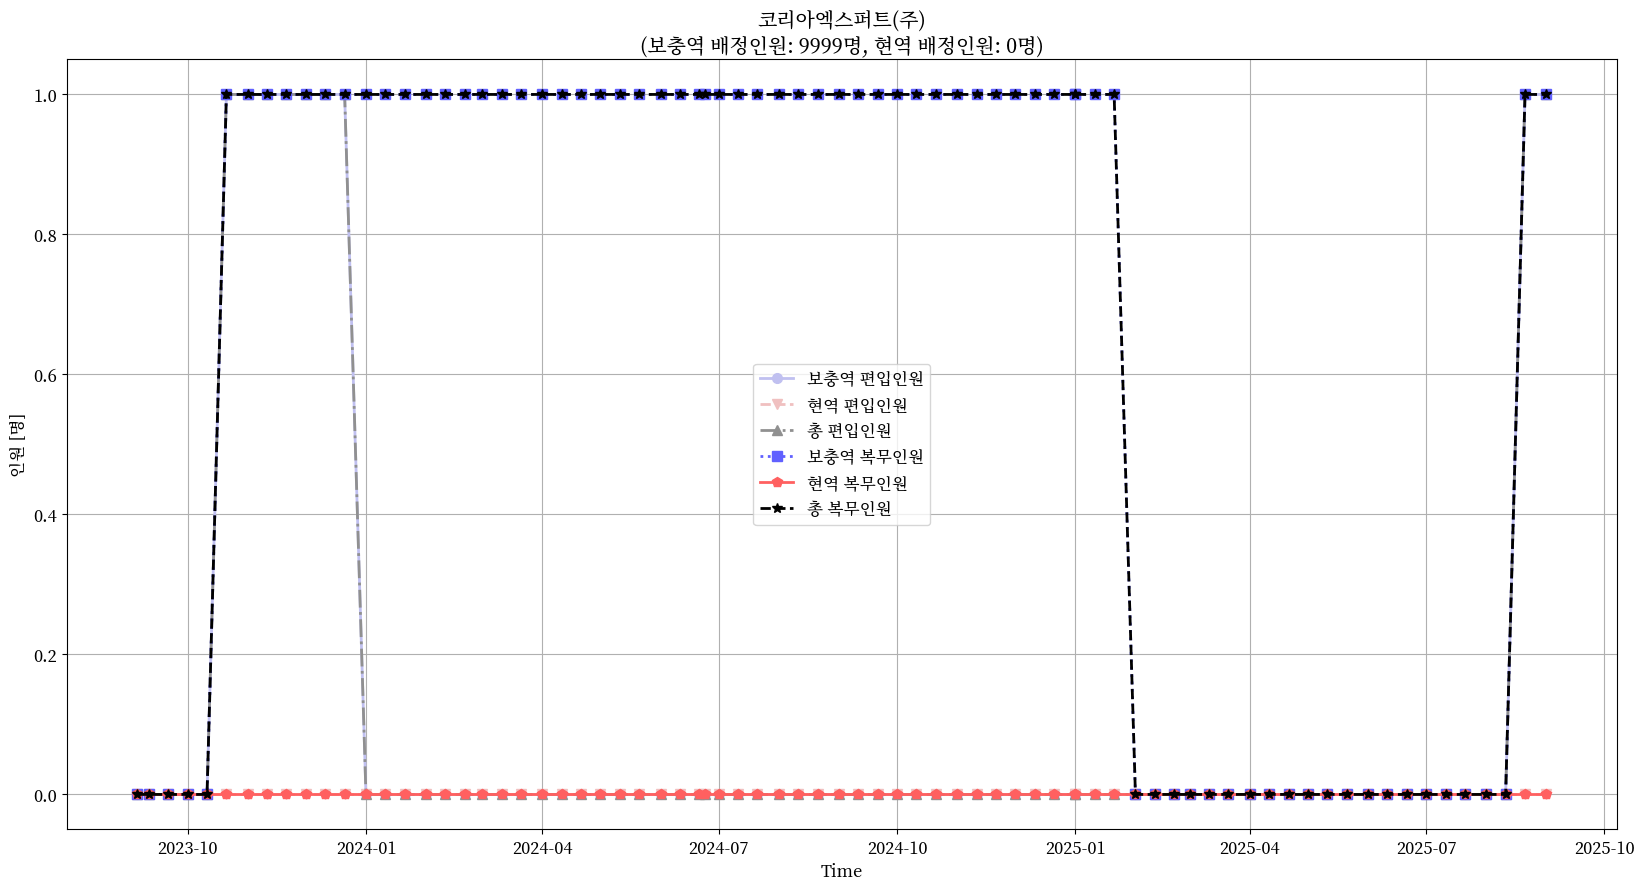 코리아엑스퍼트(주)
(보충역 배정인원: 9999명, 현역 배정인원: 0명)
인원 [명]
1.0
0.8
0.6
0.4
0.2
0.0
보충역 편입인원
현역 편입인원
총 편입인원
보충역 복무인원
현역 복무인원
총 복무인원
2023-10 2024-01 2024-04 2024-07 2024-10 2025-01 2025-04 2025-07 2025-10
Time